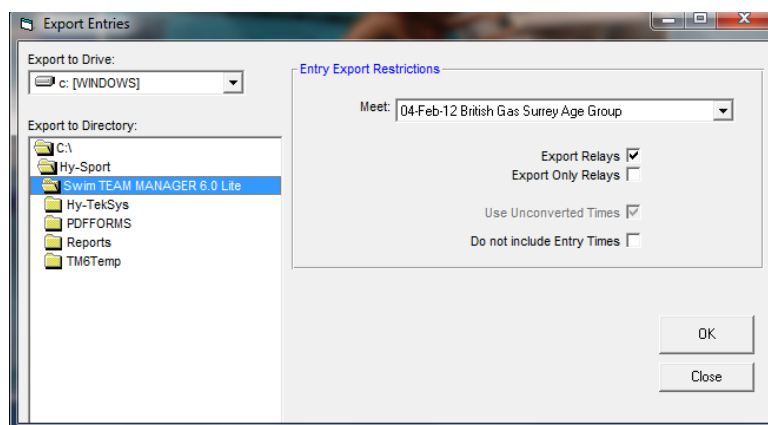 Export Entries
Export to Drive:
c: [WINDOWS]
Export to Directory:
C:\
Hy-Sport
Swim TEAM MANAGER 6.0 Lite
Hy-TekSys
PDFFORMS
Reports
TM6Temp
Entry Export Restrictions
Meet: 04-Feb-12 British Gas Surrey Age Group
Export Relays
Export Only Relays
Use Unconverted Times
Do not include Entry Times
OK
Close